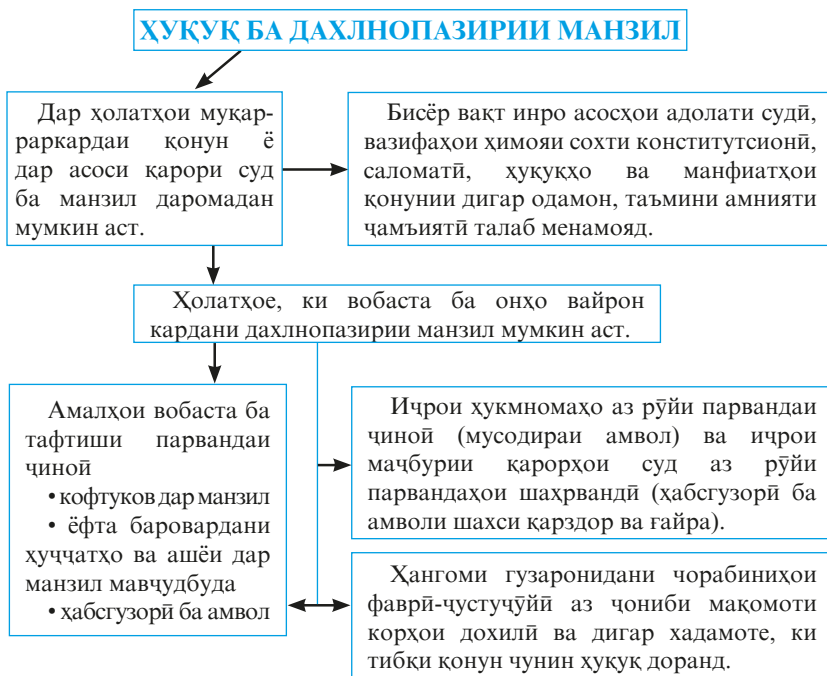 ҲУҚУҚ БА ДАХЛНОПАЗИРИИ МАНЗИЛ
Дар ҳолатҳои муқар-
раркардаи қонун ё
дар асоси қарори суд
ба манзил даромадан
мумкин аст.
Бисёр вақт инро асосҳои адолати судӣ,
вазифаҳои ҳимояи сохти конститутсионӣ,
саломатӣ, ҳуқуқҳо ва манфиатҳои
қонунии дигар одамон, таъмини амнияти
ҷамъиятӣ талаб менамояд.
Ҳолатҳое, ки вобаста ба онҳо вайрон
кардани дахлнопазирии манзил мумкин аст.
Амалҳои вобаста ба
тафтиши парвандаи
ҷиноӣ
• кофтуков дар манзил
• ёфта баровардани
ҳуҷҷатҳо ва ашёи дар
манзил мавҷудбуда
• ҳабсгузорӣ ба амвол
Иҷрои ҳукмномаҳо аз рӯйи парвандаи
ҷиноӣ (мусодираи амвол) ва иҷрои
маҷбурии қарорҳои суд аз рӯйи
парвандаҳои шаҳрвандӣ (ҳабсгузорӣ ба
амволи шахси қарздор ва ғайра).
Ҳангоми гузаронидани чорабиниҳои
фаврӣ-ҷустуҷӯйӣ аз ҷониби мақомоти
корҳои дохилӣ ва дигар хадамоте, ки
тибқи қонун чунин ҳуқуқ доранд.